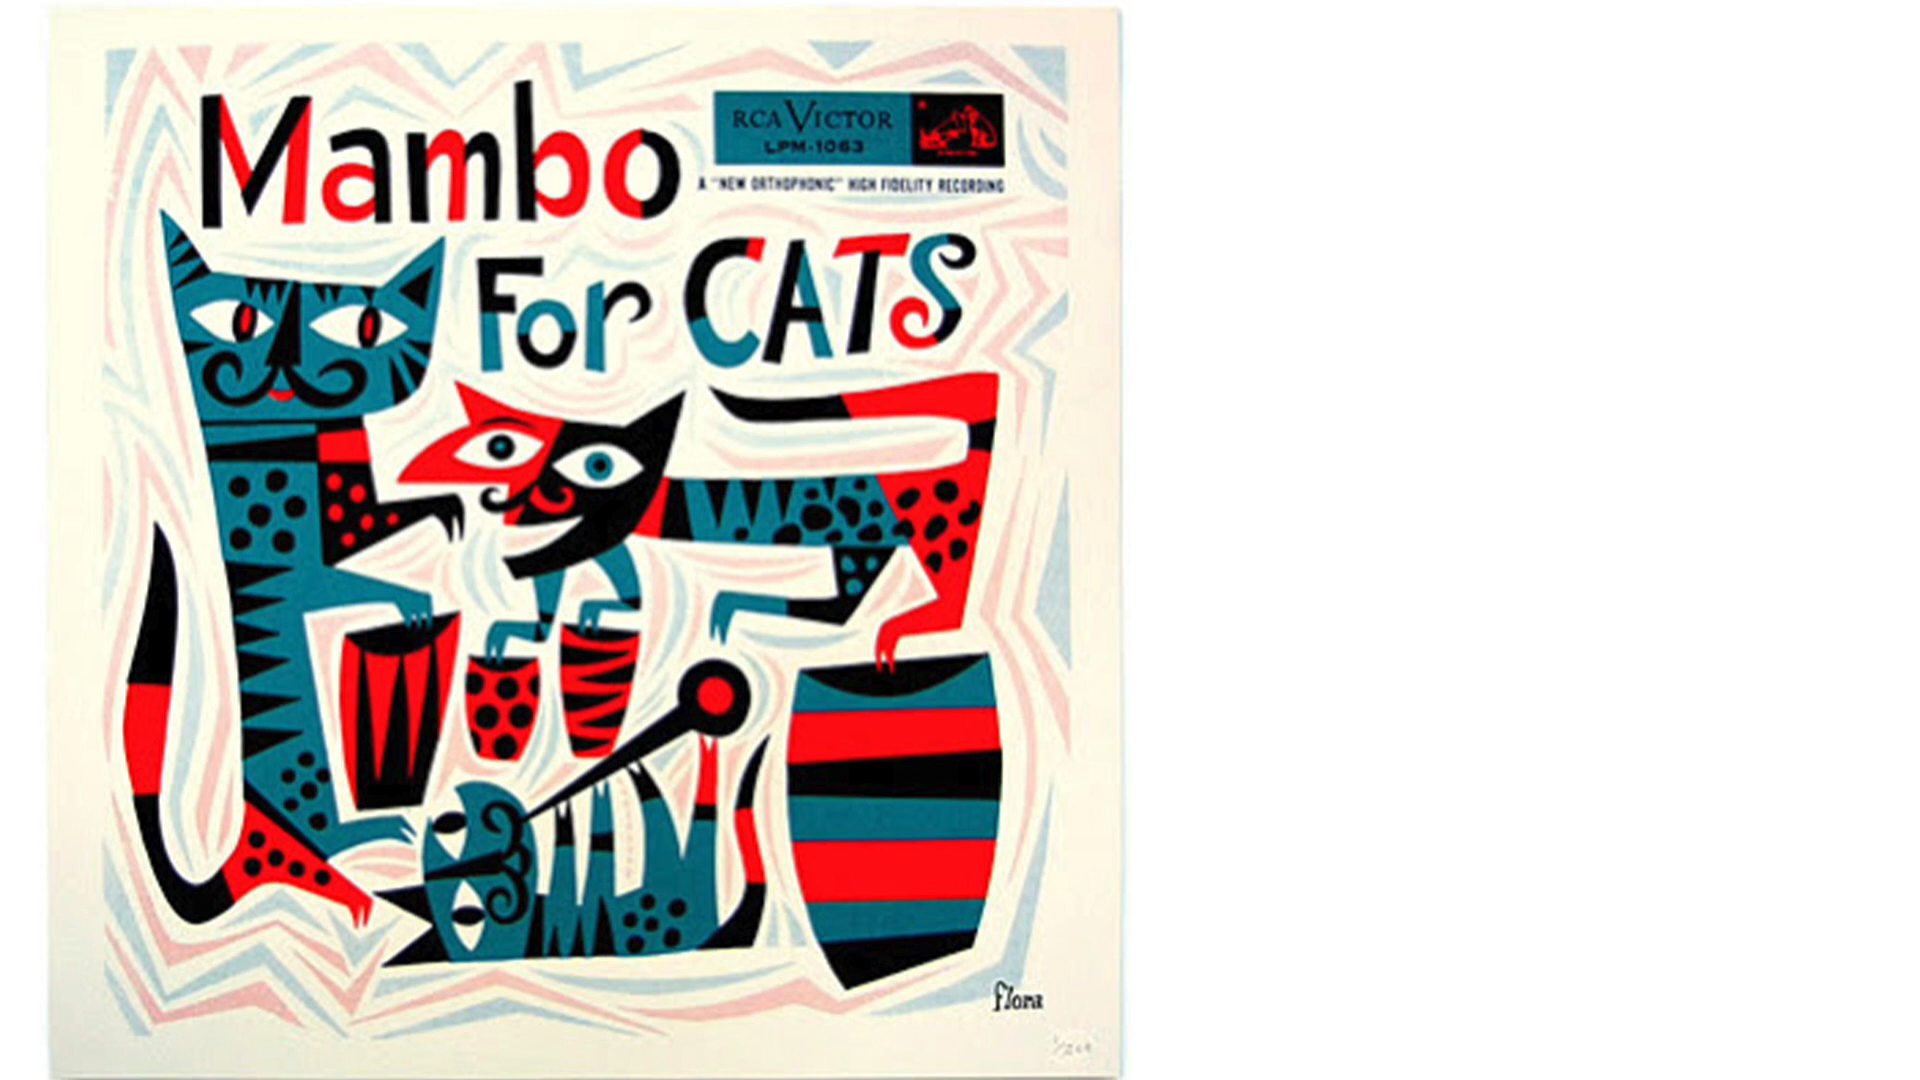 Mambo
RCA VICTOR
LPM-1063
A "NEW ORTHOPHONIC" HIGH FIDELITY RECORDING
For CATS
flora